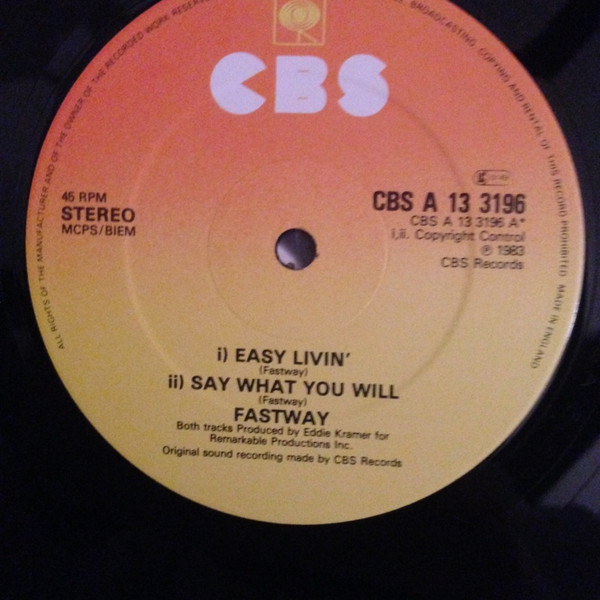 CBS
45 RPM
STEREO
MCPS/BIEM
CBS A 13 3196
CBS A 13 3196 A*
i,ii. Copyright Control
℗ 1983
CBS Records
i) EASY LIVIN'
(Fastway)
ii) SAY WHAT YOU WILL
(Fastway)
FASTWAY
Both tracks Produced by Eddie Kramer for
Remarkable Productions Inc.
Original sound recording made by CBS Records
ALL RIGHTS OF THE MANUFACTURER AND OF THE OWNER OF THE RECORDED WORK RESERVED
BROADCASTING, COPYING AND RENTAL OF THIS RECORD PROHIBITED MADE IN ENGLAND